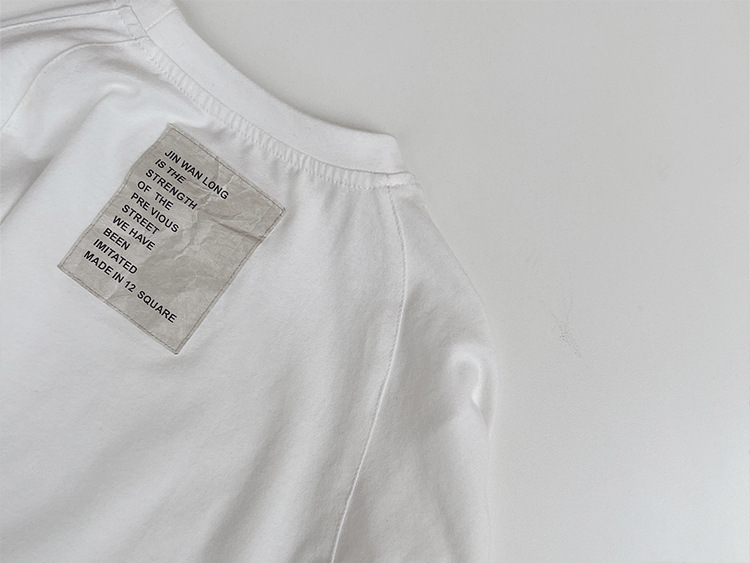 JIN WAN LONG
IS THE
STRENGTH
OF THE
PRE VIOUS
STREET
WE HAVE
BEEN
IMITATED
MADE IN 12 SQUARE